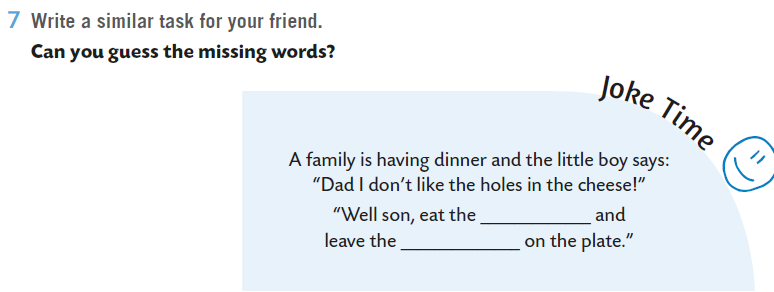 7 Write a similar task for your friend.
Can you guess the missing words?
Joke Time
A family is having dinner and the little boy says:
“Dad I don’t like the holes in the cheese!”
“Well son, eat the ____________ and
leave the _____________ on the plate.”